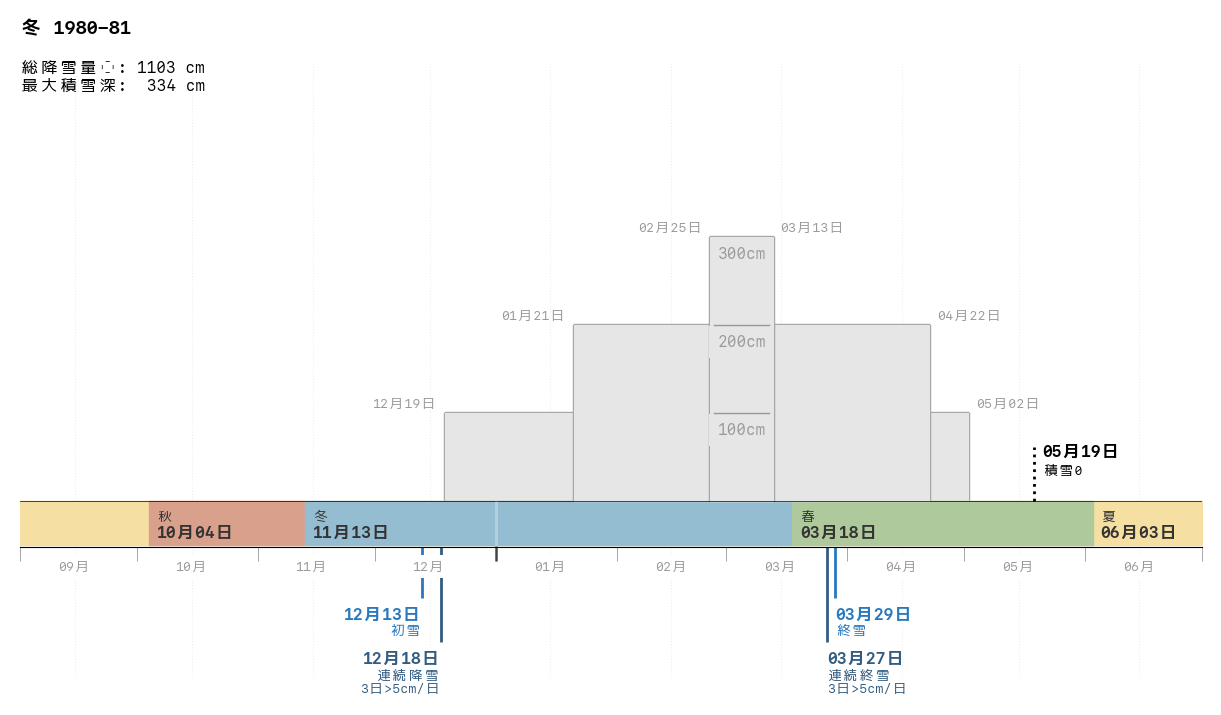 冬 1980-81
総降雪量: 1103 cm
最大積雪深: 334 cm
02月25日
03月13日
300cm
01月21日
04月22日
200cm
12月19日
05月02日
100cm
05月19日
積雪0
秋
10月04日
冬
11月13日
春
03月18日
夏
06月03日
09月
10月
11月
12月
01月
02月
03月
04月
05月
06月
12月13日
初雪
03月29日
終雪
12月18日
連続降雪
3日>5cm/日
03月27日
連続終雪
3日>5cm/日